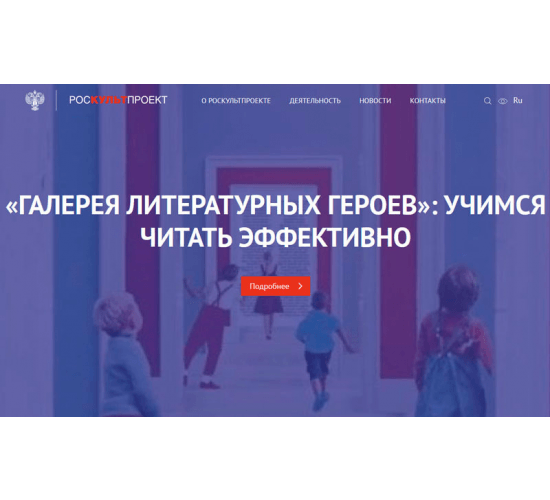 РОСКУЛЬТПРОЕКТ
О РОСКУЛЬТПРОЕКТЕ ДЕЯТЕЛЬНОСТЬ НОВОСТИ КОНТАКТЫ Ru
«ГАЛЕРЕЯ ЛИТЕРАТУРНЫХ ГЕРОЕВ»: УЧИМСЯ
ЧИТАТЬ ЭФФЕКТИВНО
Подробнее